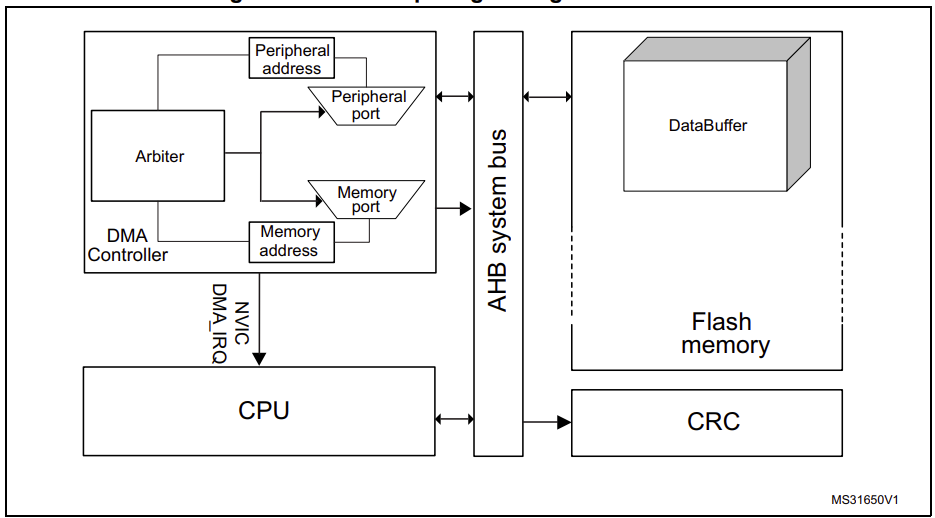 Peripheral
address
Peripheral
port
Arbiter
Memory
port
Memory
address
DMA
Controller
NVIC
DMA_IRQ
CPU
AHB system bus
DataBuffer
Flash
memory
CRC
MS31650V1